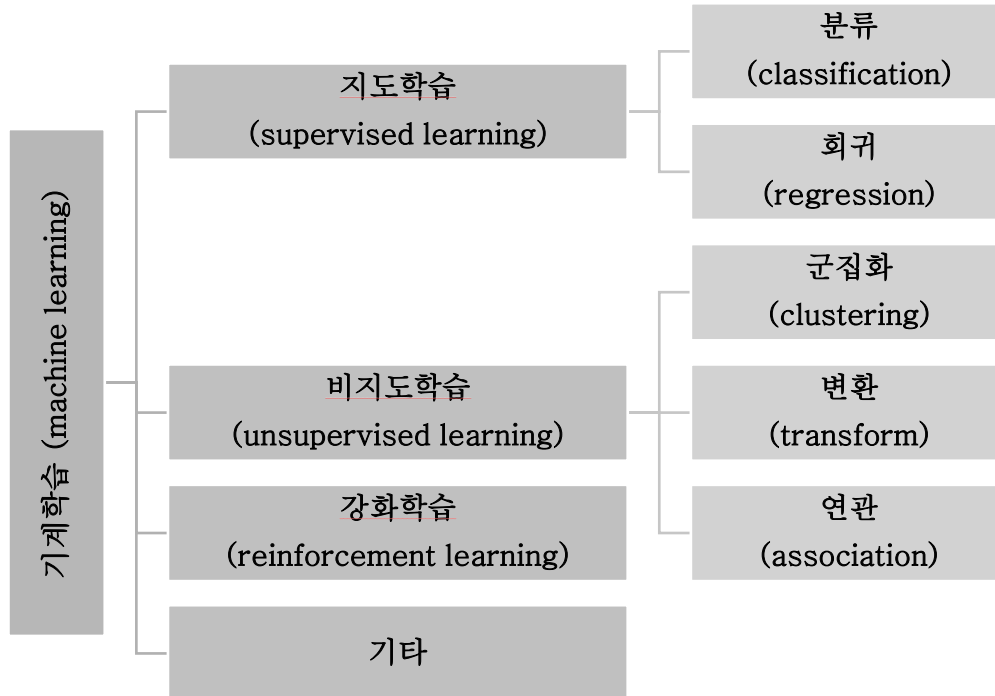 기계학습 (machine learning)
지도학습
(supervised learning)
분류
(classification)
회귀
(regression)
비지도학습
(unsupervised learning)
군집화
(clustering)
변환
(transform)
연관
(association)
강화학습
(reinforcement learning)
기타